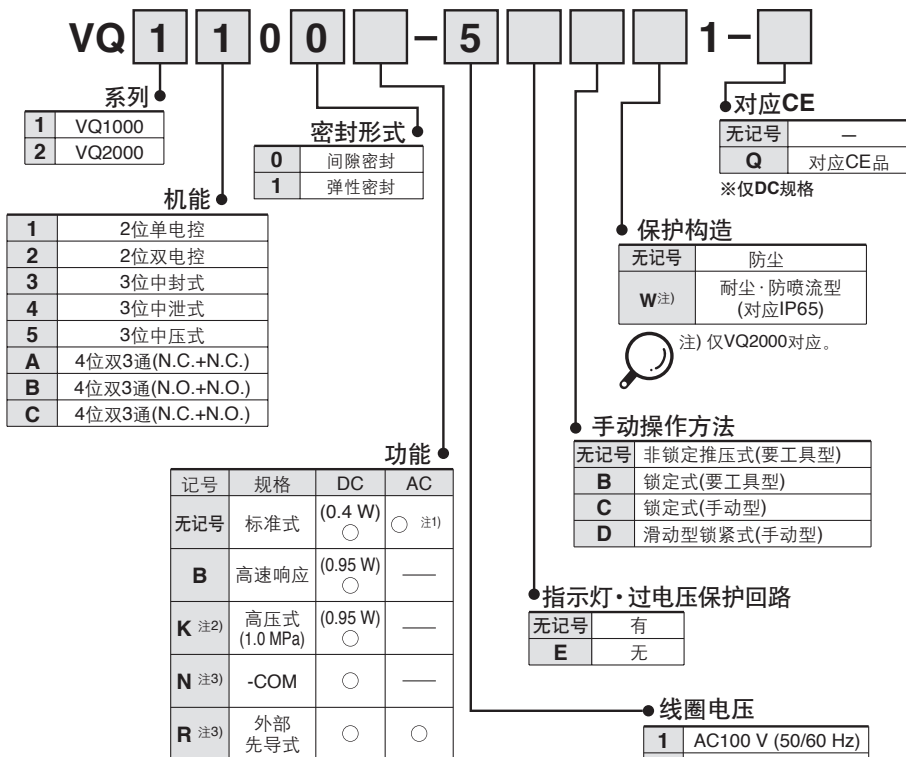 VQ 1 1 0 0 – 5 1 –
系列
1 VQ1000
2 VQ2000
密封形式
0 间隙密封
1 弹性密封
对应CE
无记号 —
Q 对应CE品
※仅DC规格
机能
1 2位单电控
2 2位双电控
3 3位中封式
4 3位中泄式
5 3位中压式
A 4位双3通(N.C.+N.C.)
B 4位双3通(N.O.+N.O.)
C 4位双3通(N.C.+N.O.)
保护构造
无记号 防尘
W注) 耐尘·防喷流型
(对应IP65)
注) 仅VQ2000对应。
手动操作方法
无记号 非锁定推压式(要工具型)
B 锁定式(要工具型)
C 锁定式(手动型)
D 滑动型锁紧式(手动型)
功能
记号 规格 DC AC
无记号 标准式 (0.4 W) ○ ○ 注1)
B 高速响应 (0.95 W) ○ —
K 注2) 高压式 (1.0 MPa) (0.95 W) ○ —
N 注3) -COM ○ —
R 注3) 外部先导式 ○ ○
指示灯·过电压保护回路
无记号 有
E 无
线圈电压
1 AC100 V (50/60 Hz)